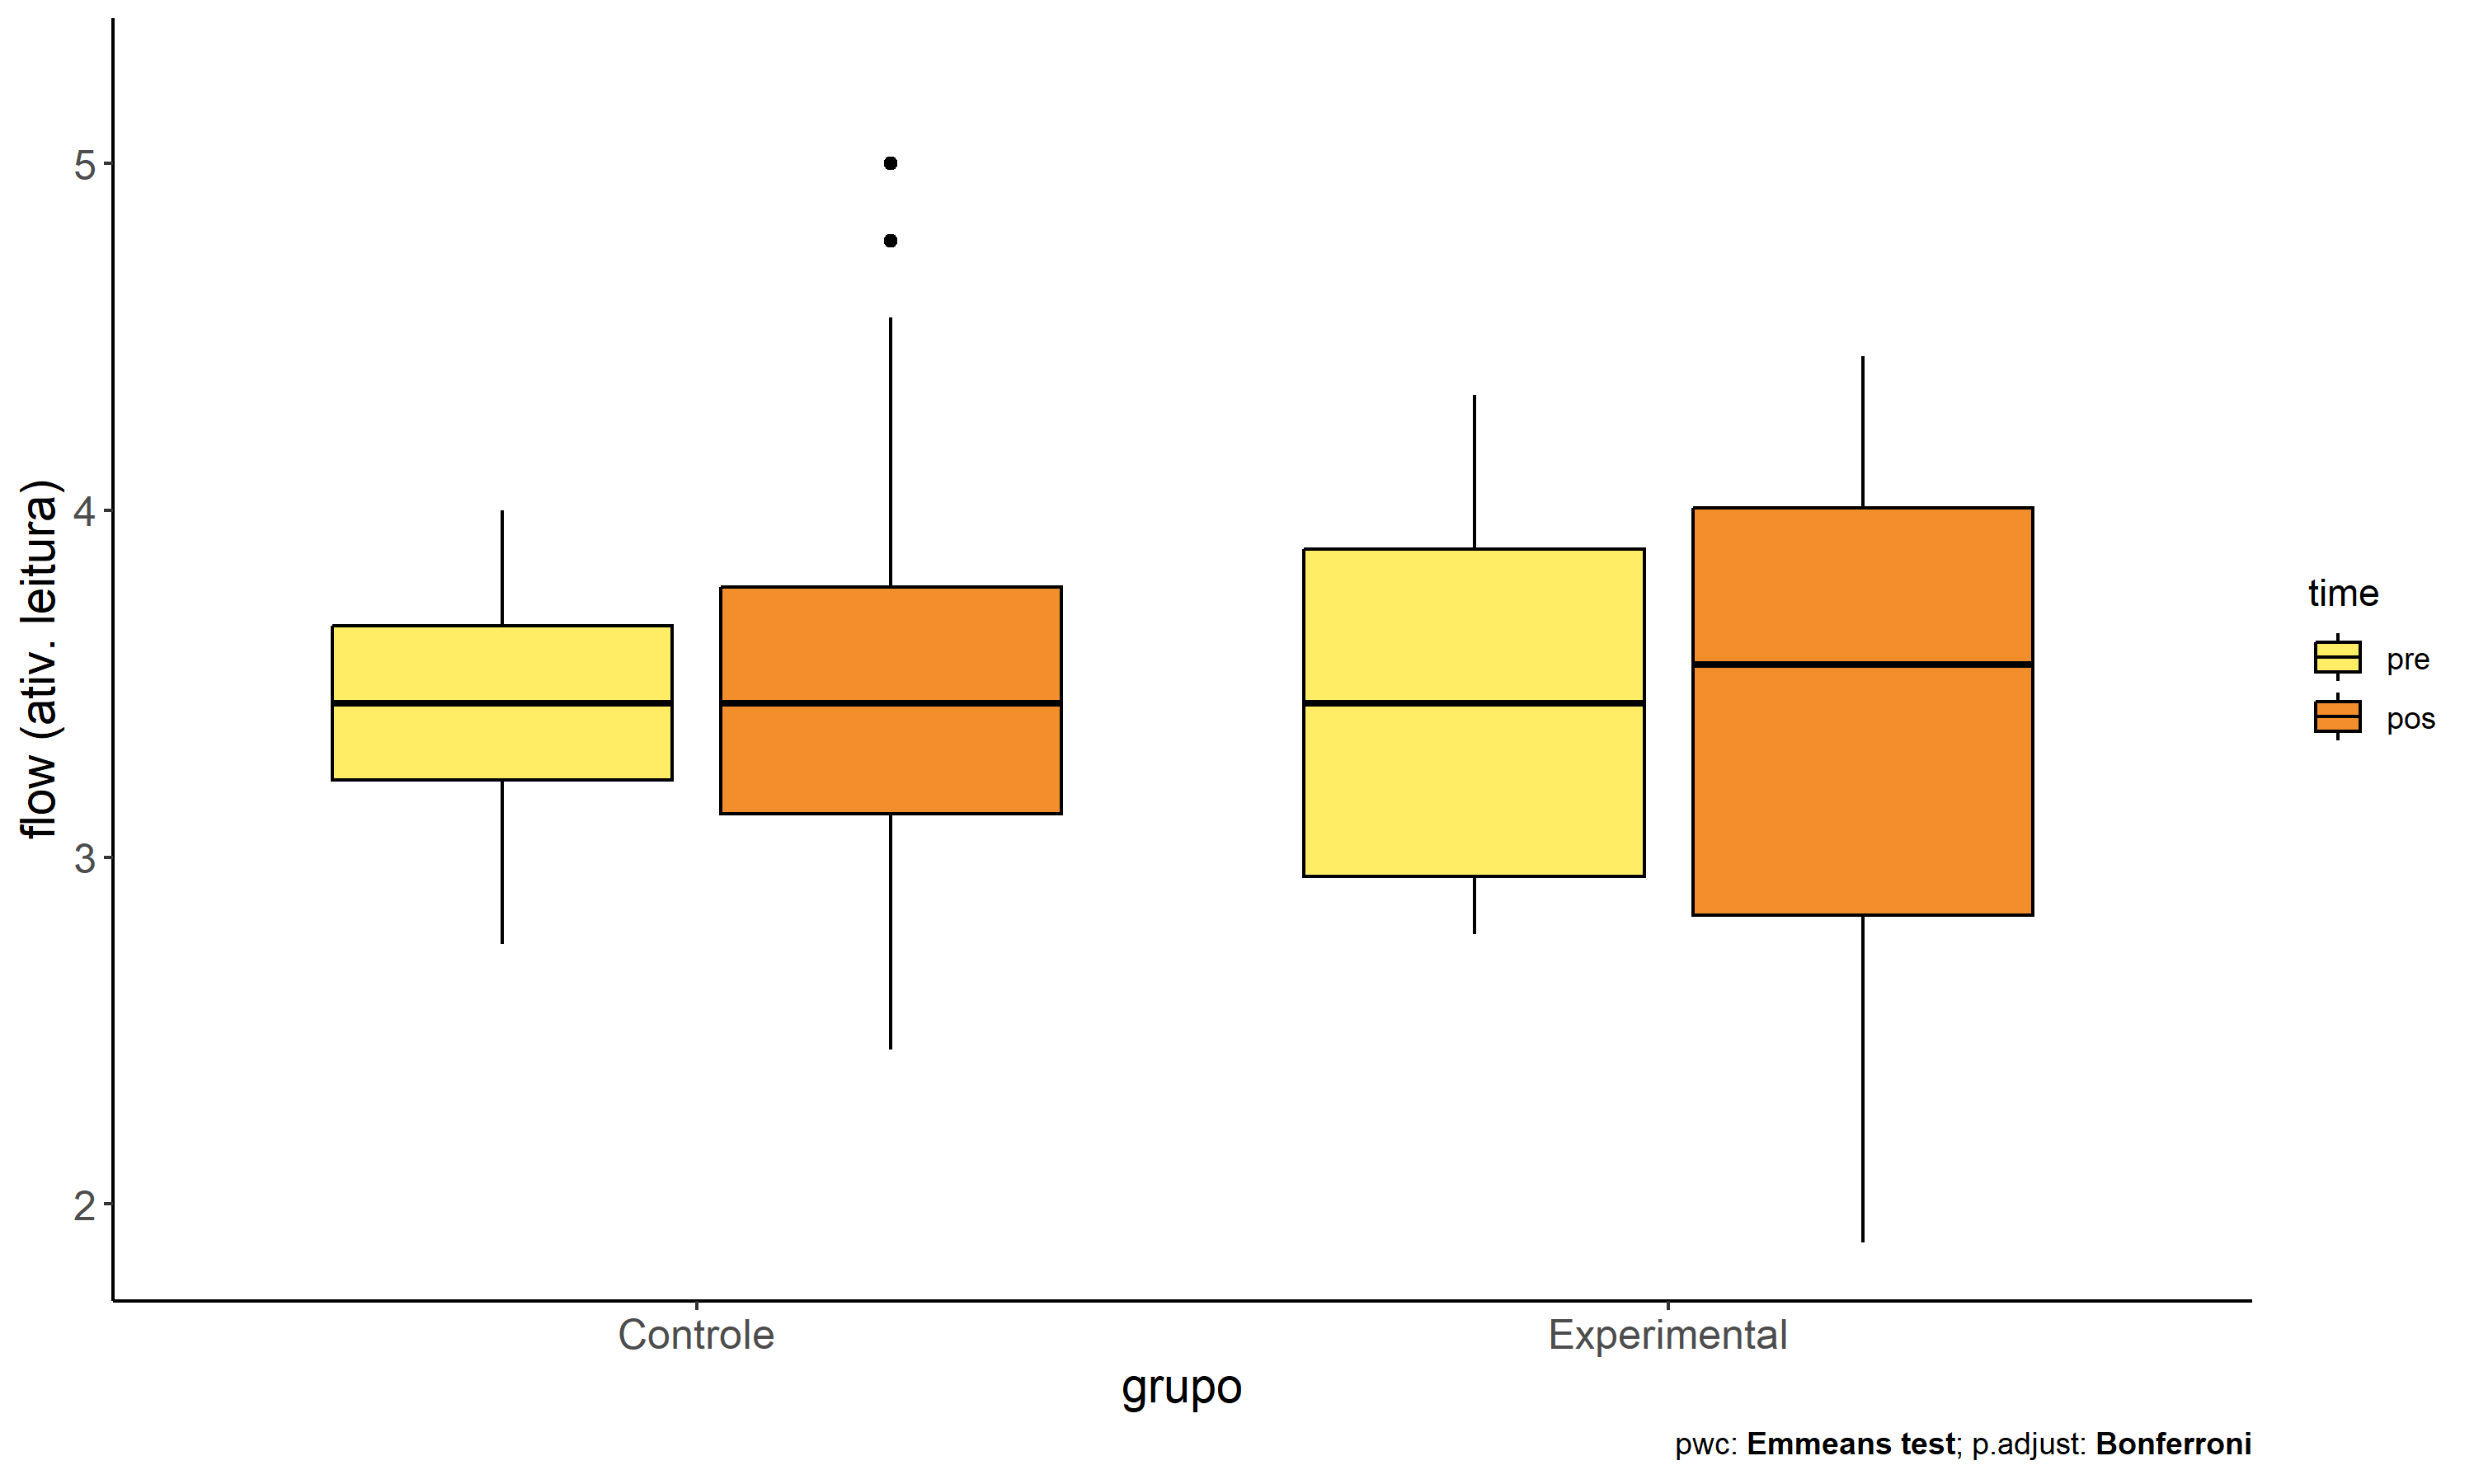 flow (ativ. leitura)
5
4
3
2
Controle
Experimental
grupo
time
pre
pos
pwc: Emmeans test; p.adjust: Bonferroni